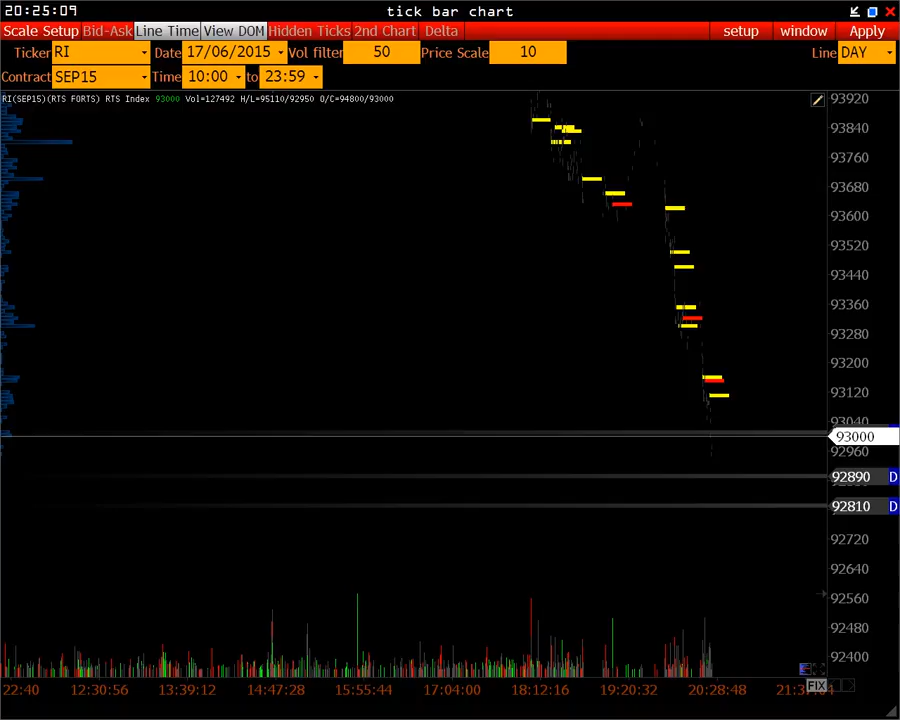 20:25:09 tick bar chart
Scale Setup Bid-Ask Line Time View DOM Hidden Ticks 2nd Chart Delta setup window Apply
Ticker RI Date 17/06/2015 Vol filter 50 Price Scale 10 Line DAY
Contract SEP15 Time 10:00 to 23:59
RI(SEP15)(RTS FORTS) RTS Index 93000 Vol=127492 H/L=95110/92950 O/C=94800/93000
93920
93840
93760
93680
93600
93520
93440
93360
93280
93200
93120
93040
93000
92960
92890 D
92810 D
92720
92640
92560
92480
92400
FIX
22:40 12:30:56 13:39:12 14:47:28 15:55:44 17:04:00 18:12:16 19:20:32 20:28:48